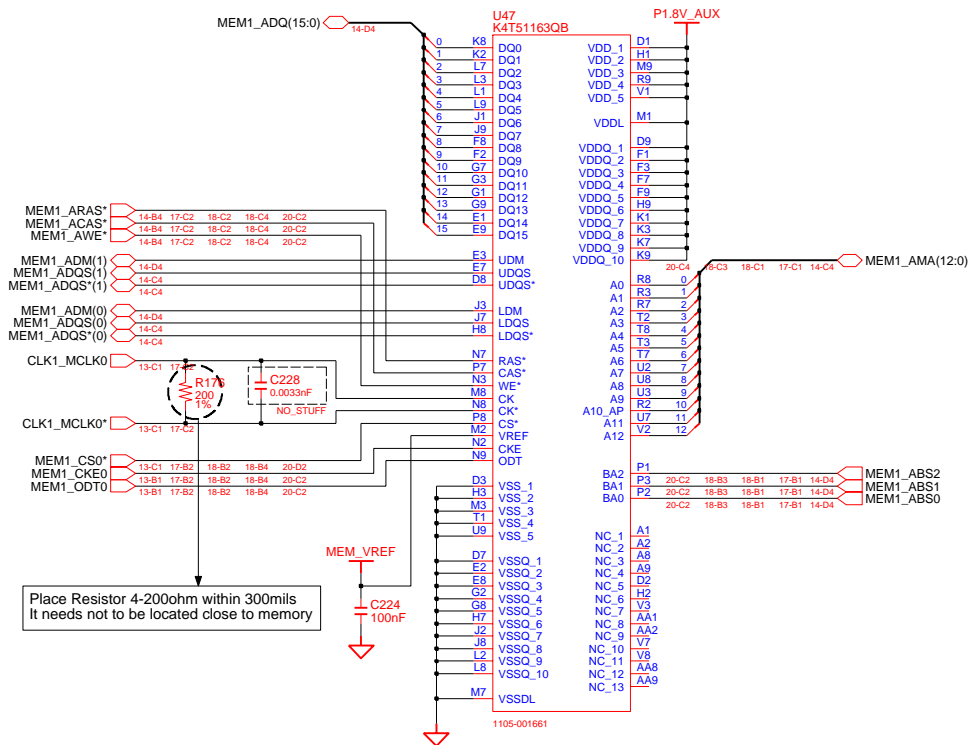 U47
K4T51163QB
P1.8V_AUX
MEM1_ADQ(15:0) 14-D4
0 K8 DQ0 VDD_1 D1
1 K2 DQ1 VDD_2 H1
2 L7 DQ2 VDD_3 M9
3 L3 DQ3 VDD_4 R9
4 L1 DQ4 VDD_5 V1
5 L9 DQ5
6 J1 DQ6 VDDL M1
7 J9 DQ7
8 F8 DQ8 VDDQ_1 D9
9 F2 DQ9 VDDQ_2 F1
10 G7 DQ10 VDDQ_3 F3
11 G3 DQ11 VDDQ_4 F7
12 G1 DQ12 VDDQ_5 F9
13 G9 DQ13 VDDQ_6 H9
14 E1 DQ14 VDDQ_7 K1
15 E9 DQ15 VDDQ_8 K3
VDDQ_9 K7
VDDQ_10 K9
MEM1_ARAS* 14-B4 17-C2 18-C2 18-C4 20-C2
MEM1_ACAS* 14-B4 17-C2 18-C2 18-C4 20-C2
MEM1_AWE* 14-B4 17-C2 18-C2 18-C4 20-C2
MEM1_ADM(1) 14-D4 E3 UDM
MEM1_ADQS(1) 14-C4 E7 UDQS
MEM1_ADQS*(1) 14-C4 D8 UDQS*
MEM1_ADM(0) 14-D4 J3 LDM
MEM1_ADQS(0) 14-C4 J7 LDQS
MEM1_ADQS*(0) 14-C4 H8 LDQS*
20-C4 18-C3 18-C1 17-C1 14-C4 MEM1_AMA(12:0)
A0 R8 0
A1 R3 1
A2 R7 2
A3 T2 3
A4 T8 4
A5 T3 5
A6 T7 6
A7 U2 7
A8 U8 8
A9 U3 9
A10_AP R2 10
A11 U7 11
A12 V2 12
N7 RAS*
P7 CAS*
N3 WE*
M8 CK
N8 CK*
P8 CS*
M2 VREF
N2 CKE
N9 ODT
CLK1_MCLK0 13-C1 17-C2
R176
200
1%
C228
0.0033nF
NO_STUFF
CLK1_MCLK0* 13-C1 17-C2
MEM1_CS0* 13-C1 17-B2 18-B2 18-B4 20-D2
MEM1_CKE0 13-B1 17-B2 18-B2 18-B4 20-C2
MEM1_ODT0 13-B1 17-B2 18-B2 18-B4 20-C2
BA2 P1 20-C2 18-B3 18-B1 17-B1 14-D4 MEM1_ABS2
BA1 P3 20-C2 18-B3 18-B1 17-B1 14-D4 MEM1_ABS1
BA0 P2 20-C2 18-B3 18-B1 17-B1 14-D4 MEM1_ABS0
D3 VSS_1
H3 VSS_2
M3 VSS_3
T1 VSS_4
U9 VSS_5
D7 VSSQ_1
E2 VSSQ_2
E8 VSSQ_3
G2 VSSQ_4
G8 VSSQ_5
H7 VSSQ_6
J2 VSSQ_7
J8 VSSQ_8
L2 VSSQ_9
L8 VSSQ_10
M7 VSSDL
NC_1 A1
NC_2 A2
NC_3 A8
NC_4 A9
NC_5 D2
NC_6 H2
NC_7 V3
NC_8 AA1
NC_9 AA2
NC_10 V7
NC_11 V8
NC_12 AA8
NC_13 AA9
MEM_VREF
C224
100nF
Place Resistor 4-200ohm within 300mils
It needs not to be located close to memory
1105-001661